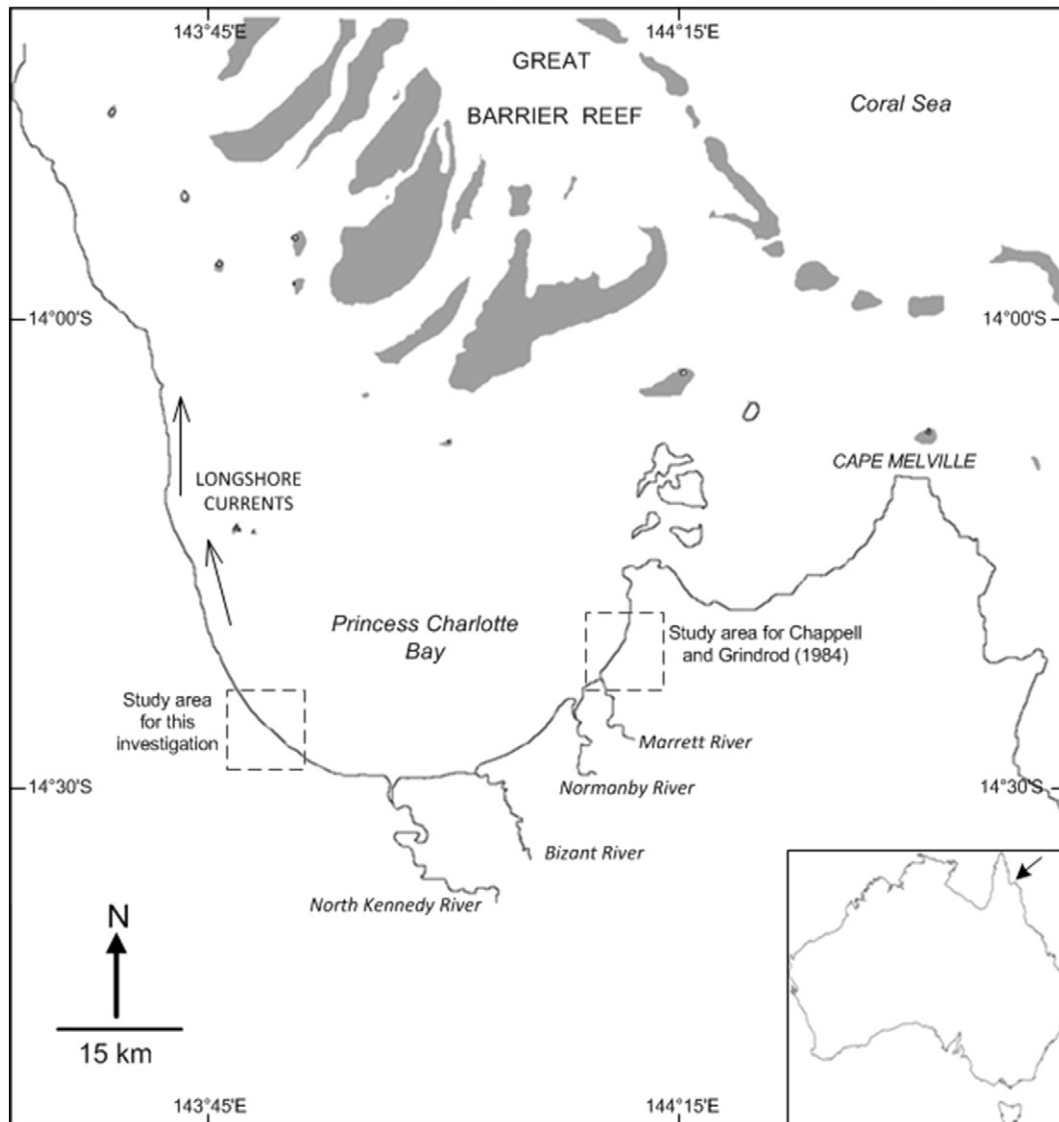 143°45'E
144°15'E
GREAT
BARRIER REEF
Coral Sea
14°00'S
14°00'S
CAPE MELVILLE
LONGSHORE
CURRENTS
Princess Charlotte
Bay
Study area for Chappell
and Grindrod (1984)
Study area
for this
investigation
Marrett River
Normanby River
14°30'S
14°30'S
Bizant River
North Kennedy River
N
15 km
143°45'E
144°15'E